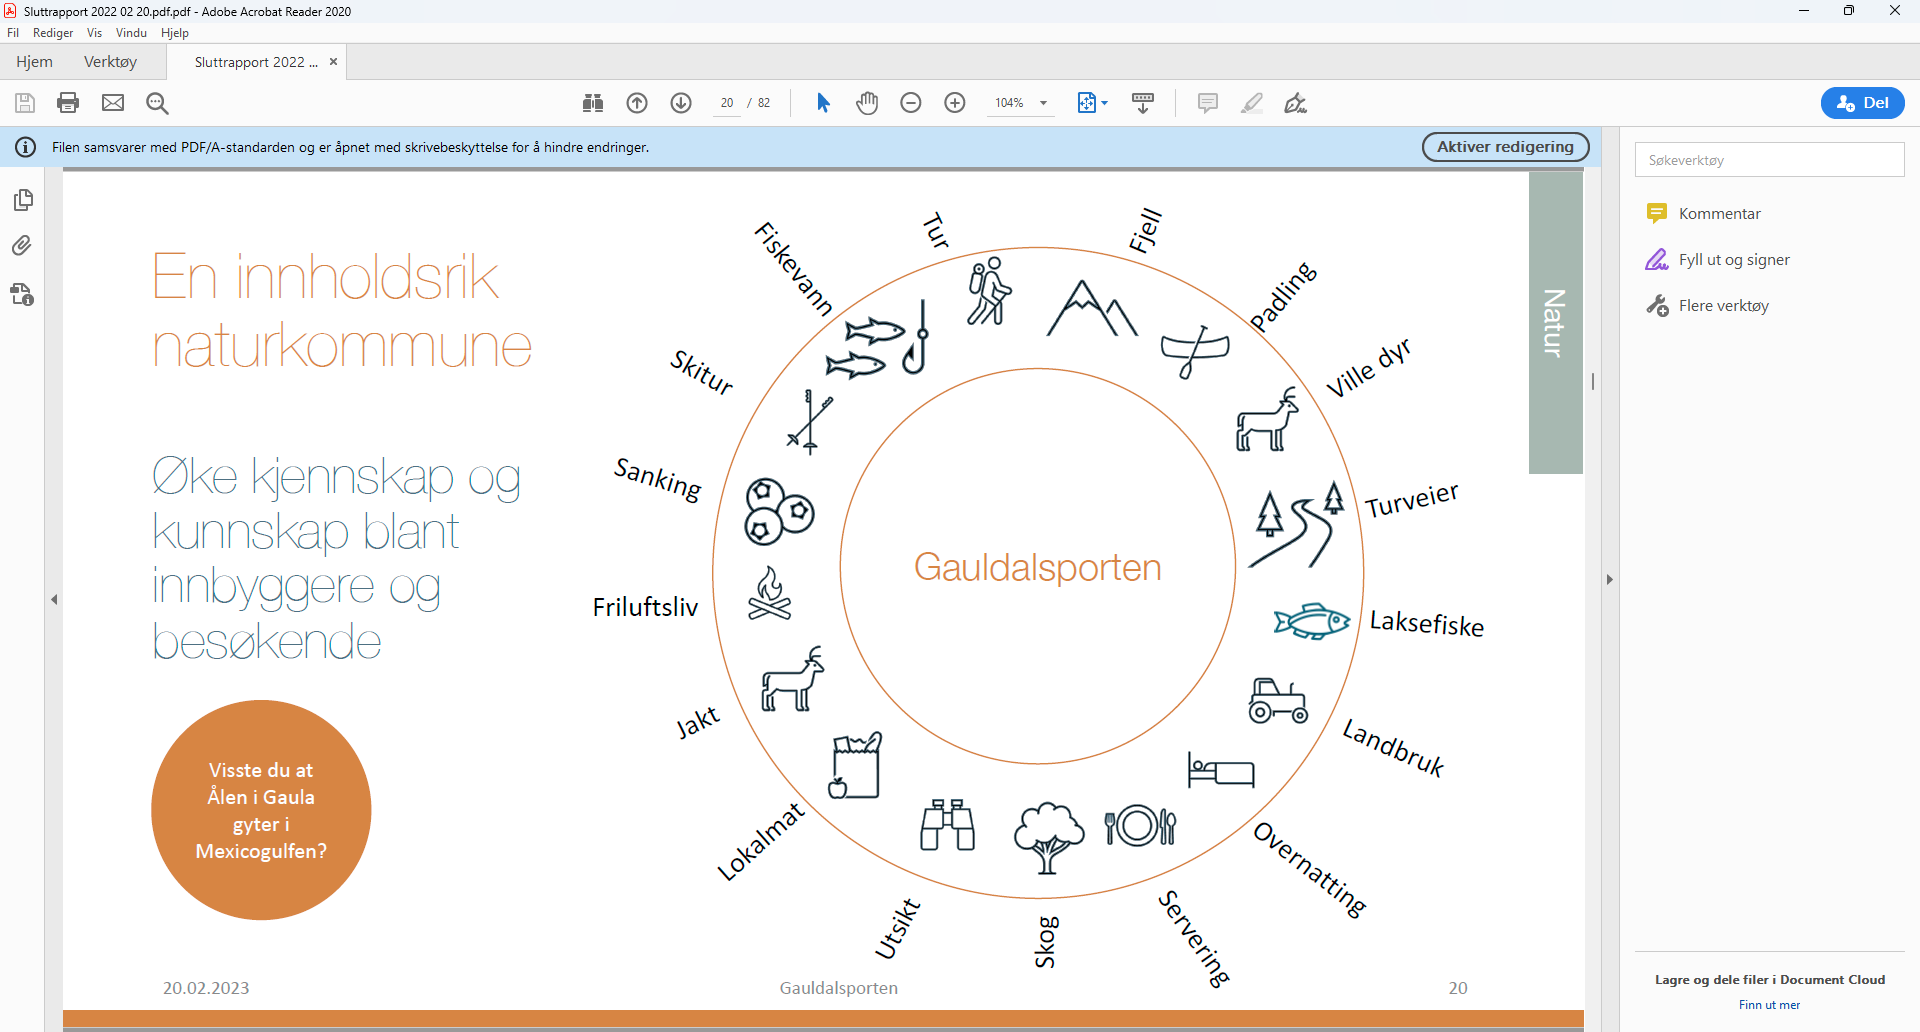 Sluttrapport 2022 02 20.pdf.pdf - Adobe Acrobat Reader 2020
Fil Rediger Vis Vindu Hjelp
Hjem Verktøy Sluttrapport 2022 ... ×
20 / 82 104% Del
Filen samsvarer med PDF/A-standarden og er åpnet med skrivebeskyttelse for å hindre endringer. Aktiver redigering
Søkeverktøy
Kommentar
Fyll ut og signer
Flere verktøy
Lagre og dele filer i Document Cloud
Finn ut mer
Natur
En innholdsrik
naturkommune
Øke kjennskap og
kunnskap blant
innbyggere og
besøkende
Visste du at
Ålen i Gaula
gyter i
Mexicogulfen?
Gauldalsporten
Tur
Fjell
Padling
Ville dyr
Turveier
Laksefiske
Landbruk
Overnatting
Servering
Skog
Utsikt
Lokalmat
Jakt
Friluftsliv
Sanking
Skitur
Fiskevann
20.02.2023 Gauldalsporten 20